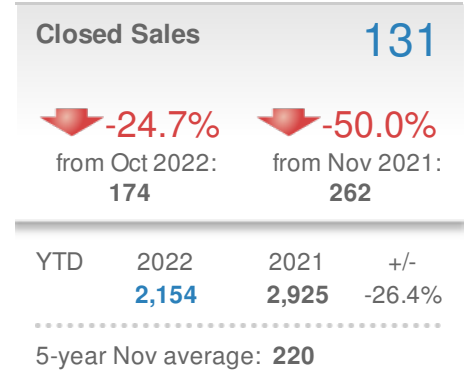 Closed Sales 131
-24.7% -50.0%
from Oct 2022: from Nov 2021:
174 262
YTD 2022 2021 +/-
2,154 2,925 -26.4%
5-year Nov average: 220